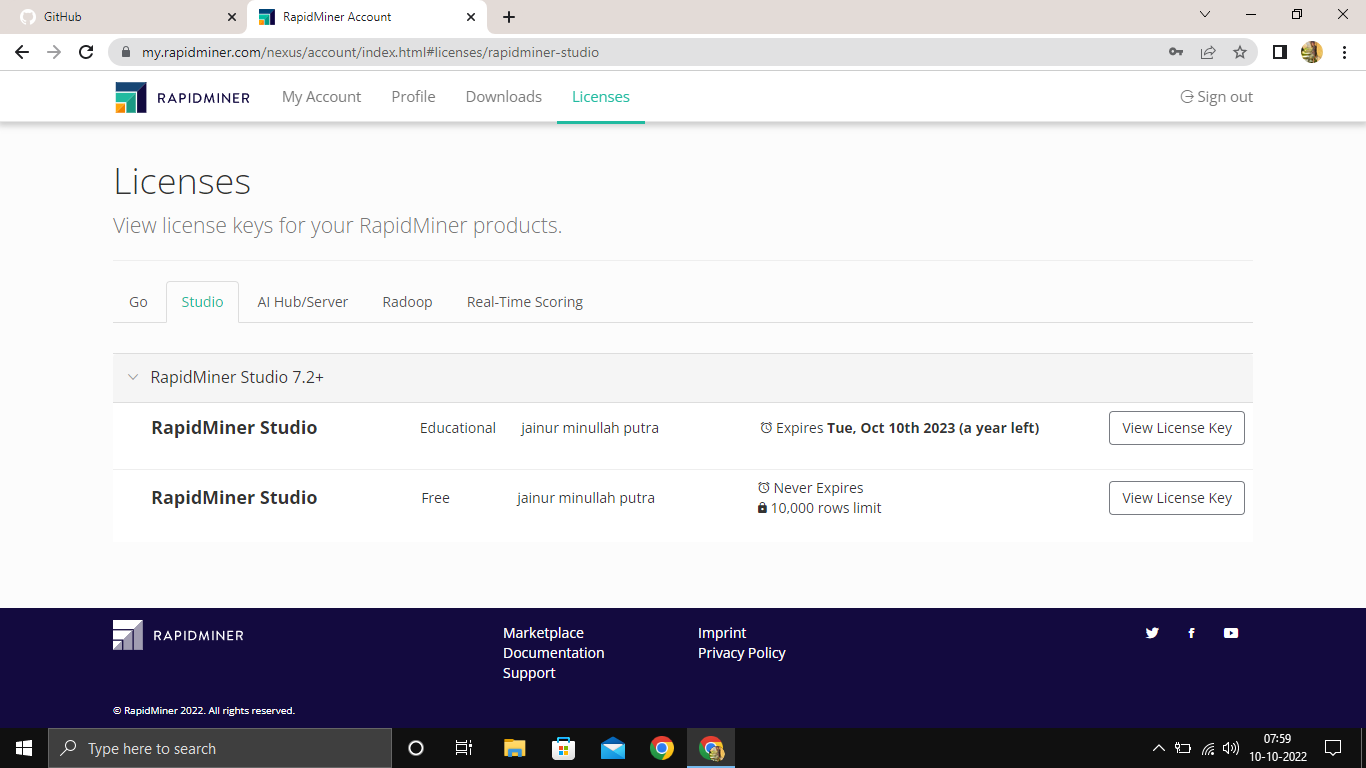 GitHub
RapidMiner Account
my.rapidminer.com/nexus/account/index.html#licenses/rapidminer-studio
RAPIDMINER My Account Profile Downloads Licenses Sign out
Licenses
View license keys for your RapidMiner products.
Go Studio AI Hub/Server Radoop Real-Time Scoring
RapidMiner Studio 7.2+
RapidMiner Studio Educational jainur minullah putra Expires Tue, Oct 10th 2023 (a year left) View License Key
RapidMiner Studio Free jainur minullah putra Never Expires View License Key
10,000 rows limit
RAPIDMINER
Marketplace Imprint
Documentation Privacy Policy
Support
© RapidMiner 2022. All rights reserved.
Type here to search
07:59
10-10-2022